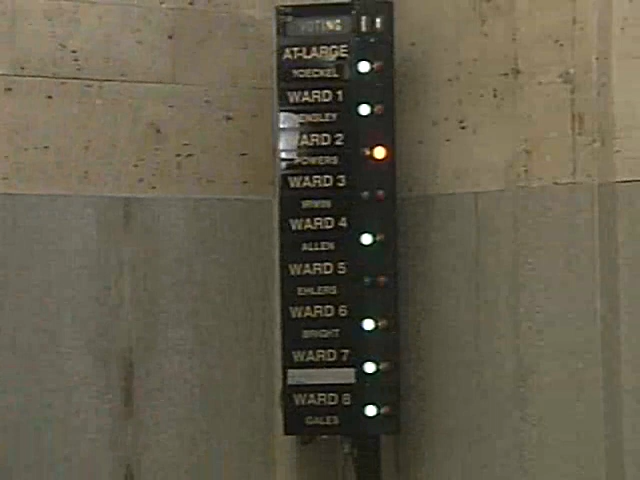 VOTING
AT-LARGE
YOECKEL
WARD 1
WARD 2
POWERS
WARD 3
IRWIN
WARD 4
ALLEN
WARD 5
EHLERS
WARD 6
BRIGHT
WARD 7
WARD 8
GALES